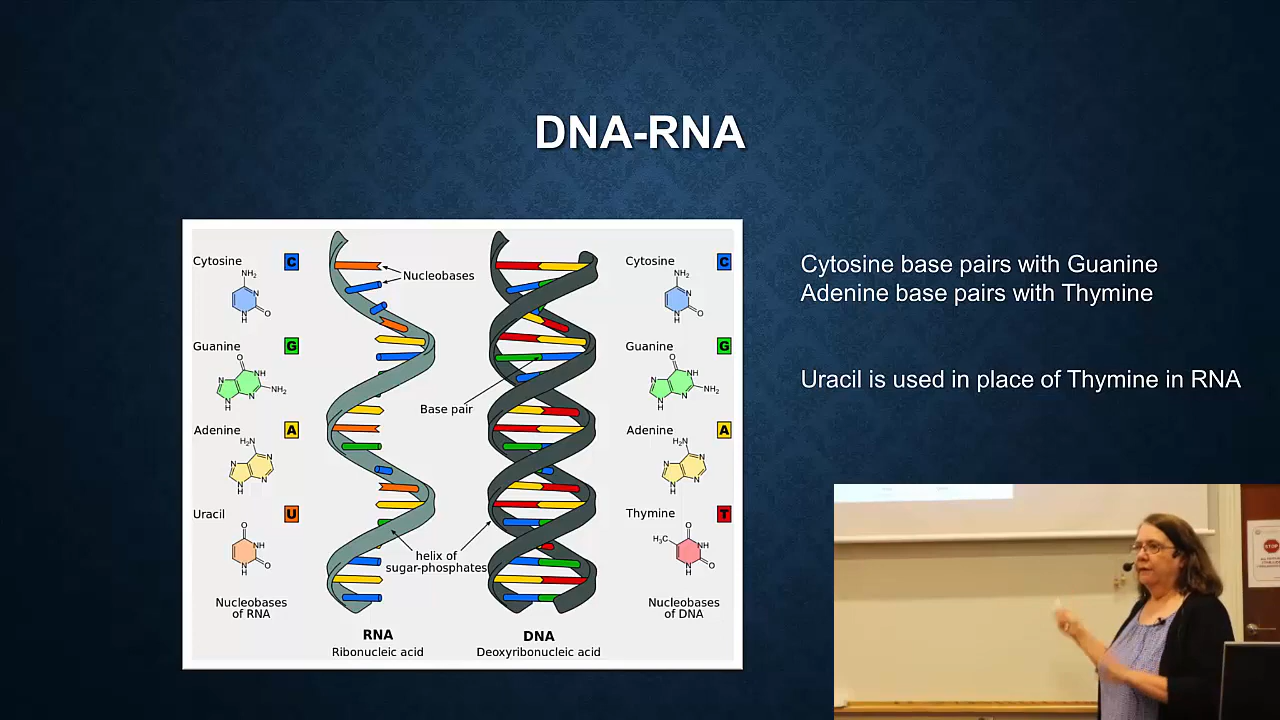 DNA-RNA
Cytosine
C
NH₂
N
N
H
O
Guanine
G
O
N
NH
N
H
N
NH₂
Adenine
A
H₂N
N
N
N
H
N
Uracil
U
O
NH
N
H
O
Nucleobases
of RNA
Nucleobases
Base pair
helix of
sugar-phosphates
RNA
Ribonucleic acid
DNA
Deoxyribonucleic acid
Cytosine
C
NH₂
N
N
H
O
Guanine
G
O
N
NH
N
H
N
NH₂
Adenine
A
H₂N
N
N
N
H
N
Thymine
T
O
H₃C
NH
N
H
O
Nucleobases
of DNA
Cytosine base pairs with Guanine
Adenine base pairs with Thymine
Uracil is used in place of Thymine in RNA
STOP